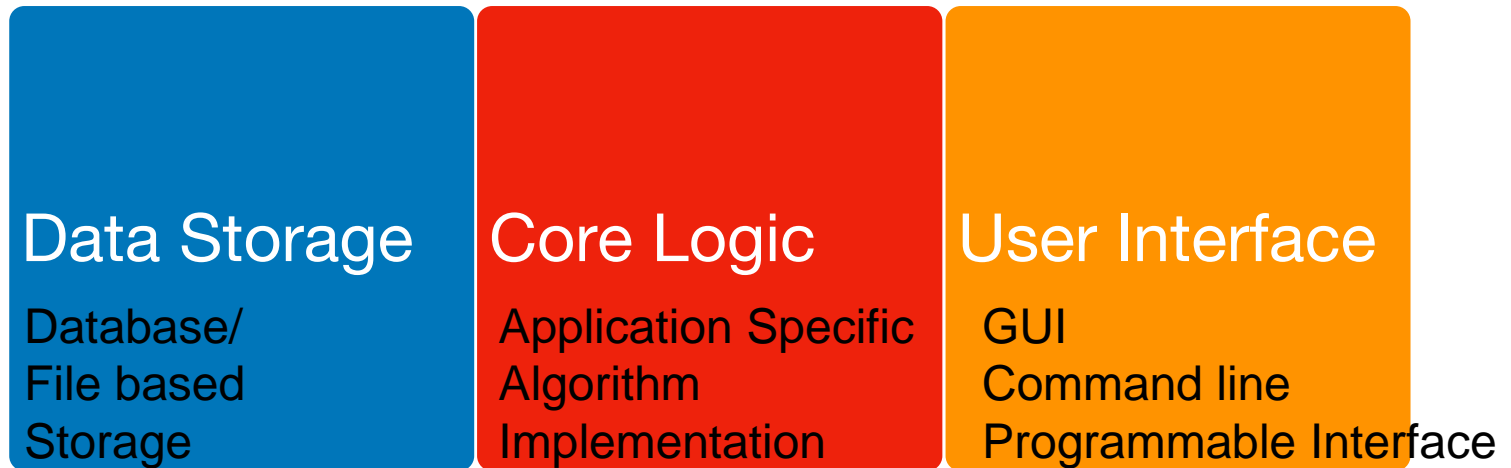 Data Storage
Database/
File based
Storage
Core Logic
Application Specific
Algorithm
Implementation
User Interface
GUI
Command line
Programmable Interface